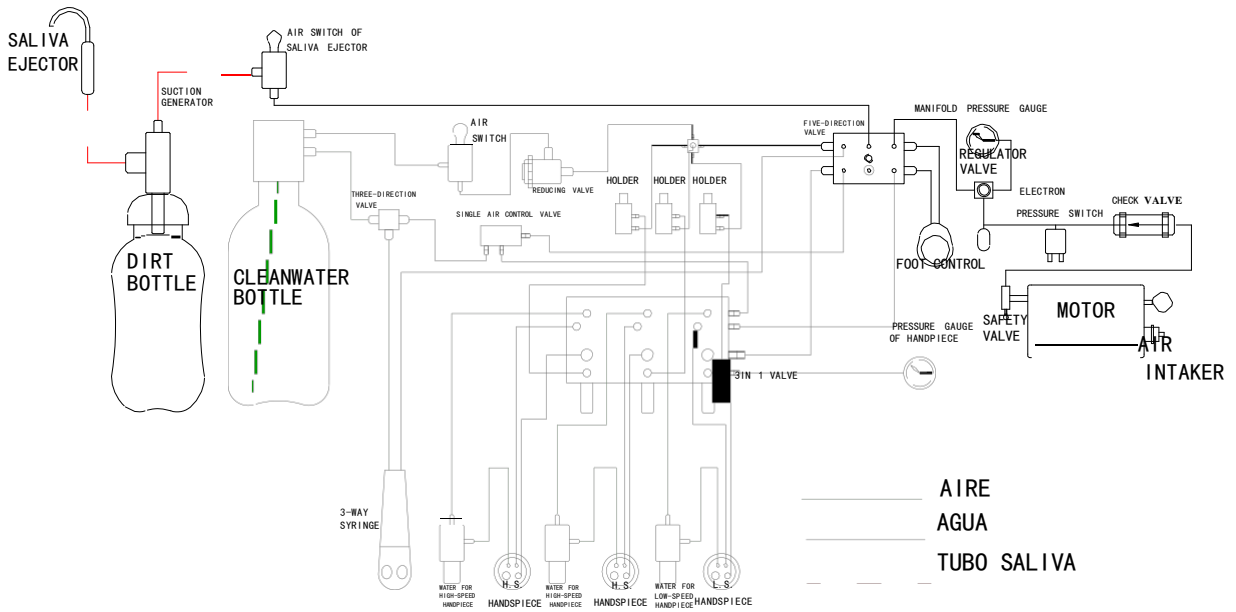 SALIVA
EJECTOR
AIR SWITCH OF
SALIVA EJECTOR
SUCTION
GENERATOR
AIR
SWITCH
FIVE-DIRECTION
VALVE
MANIFOLD PRESSURE GAUGE
REGULATOR
VALVE
ELECTRON
PRESSURE SWITCH
CHECK VALVE
REDUCING VALVE
HOLDER
HOLDER
HOLDER
THREE-DIRECTION
VALVE
SINGLE AIR CONTROL VALVE
DIRT
BOTTLE
CLEANWATER
BOTTLE
FOOT CONTROL
SAFETY
VALVE
MOTOR
AIR
INTAKER
PRESSURE GAUGE
OF HANDPIECE
3IN 1 VALVE
3-WAY
SYRINGE
WATER FOR
HIGH-SPEED
HANDPIECE
H.S.
HANDSPIECE
WATER FOR
HIGH-SPEED
HANDPIECE
H.S.
HANDSPIECE
WATER FOR
LOW-SPEED
HANDPIECE
L.S.
HANDSPIECE
AIRE
AGUA
TUBO SALIVA